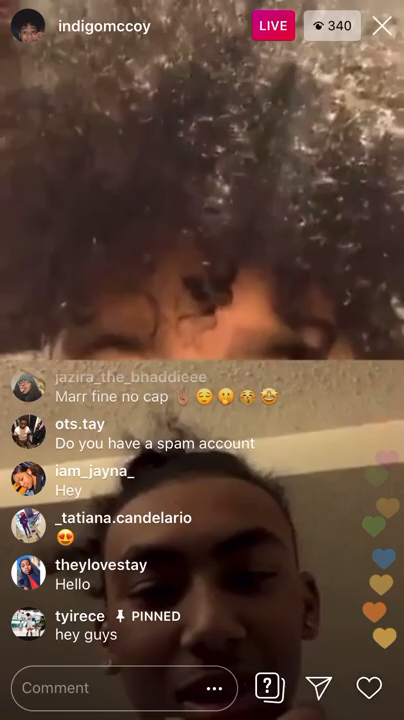 indigomccoy
LIVE
340
jazira_the_bhaddieee
Marr fine no cap ✌🏽😌🤫😚🤩
ots.tay
Do you have a spam account
iam_jayna_
Hey
_tatiana.candelario
😍
theylovestay
Hello
tyirece PINNED
hey guys
Comment